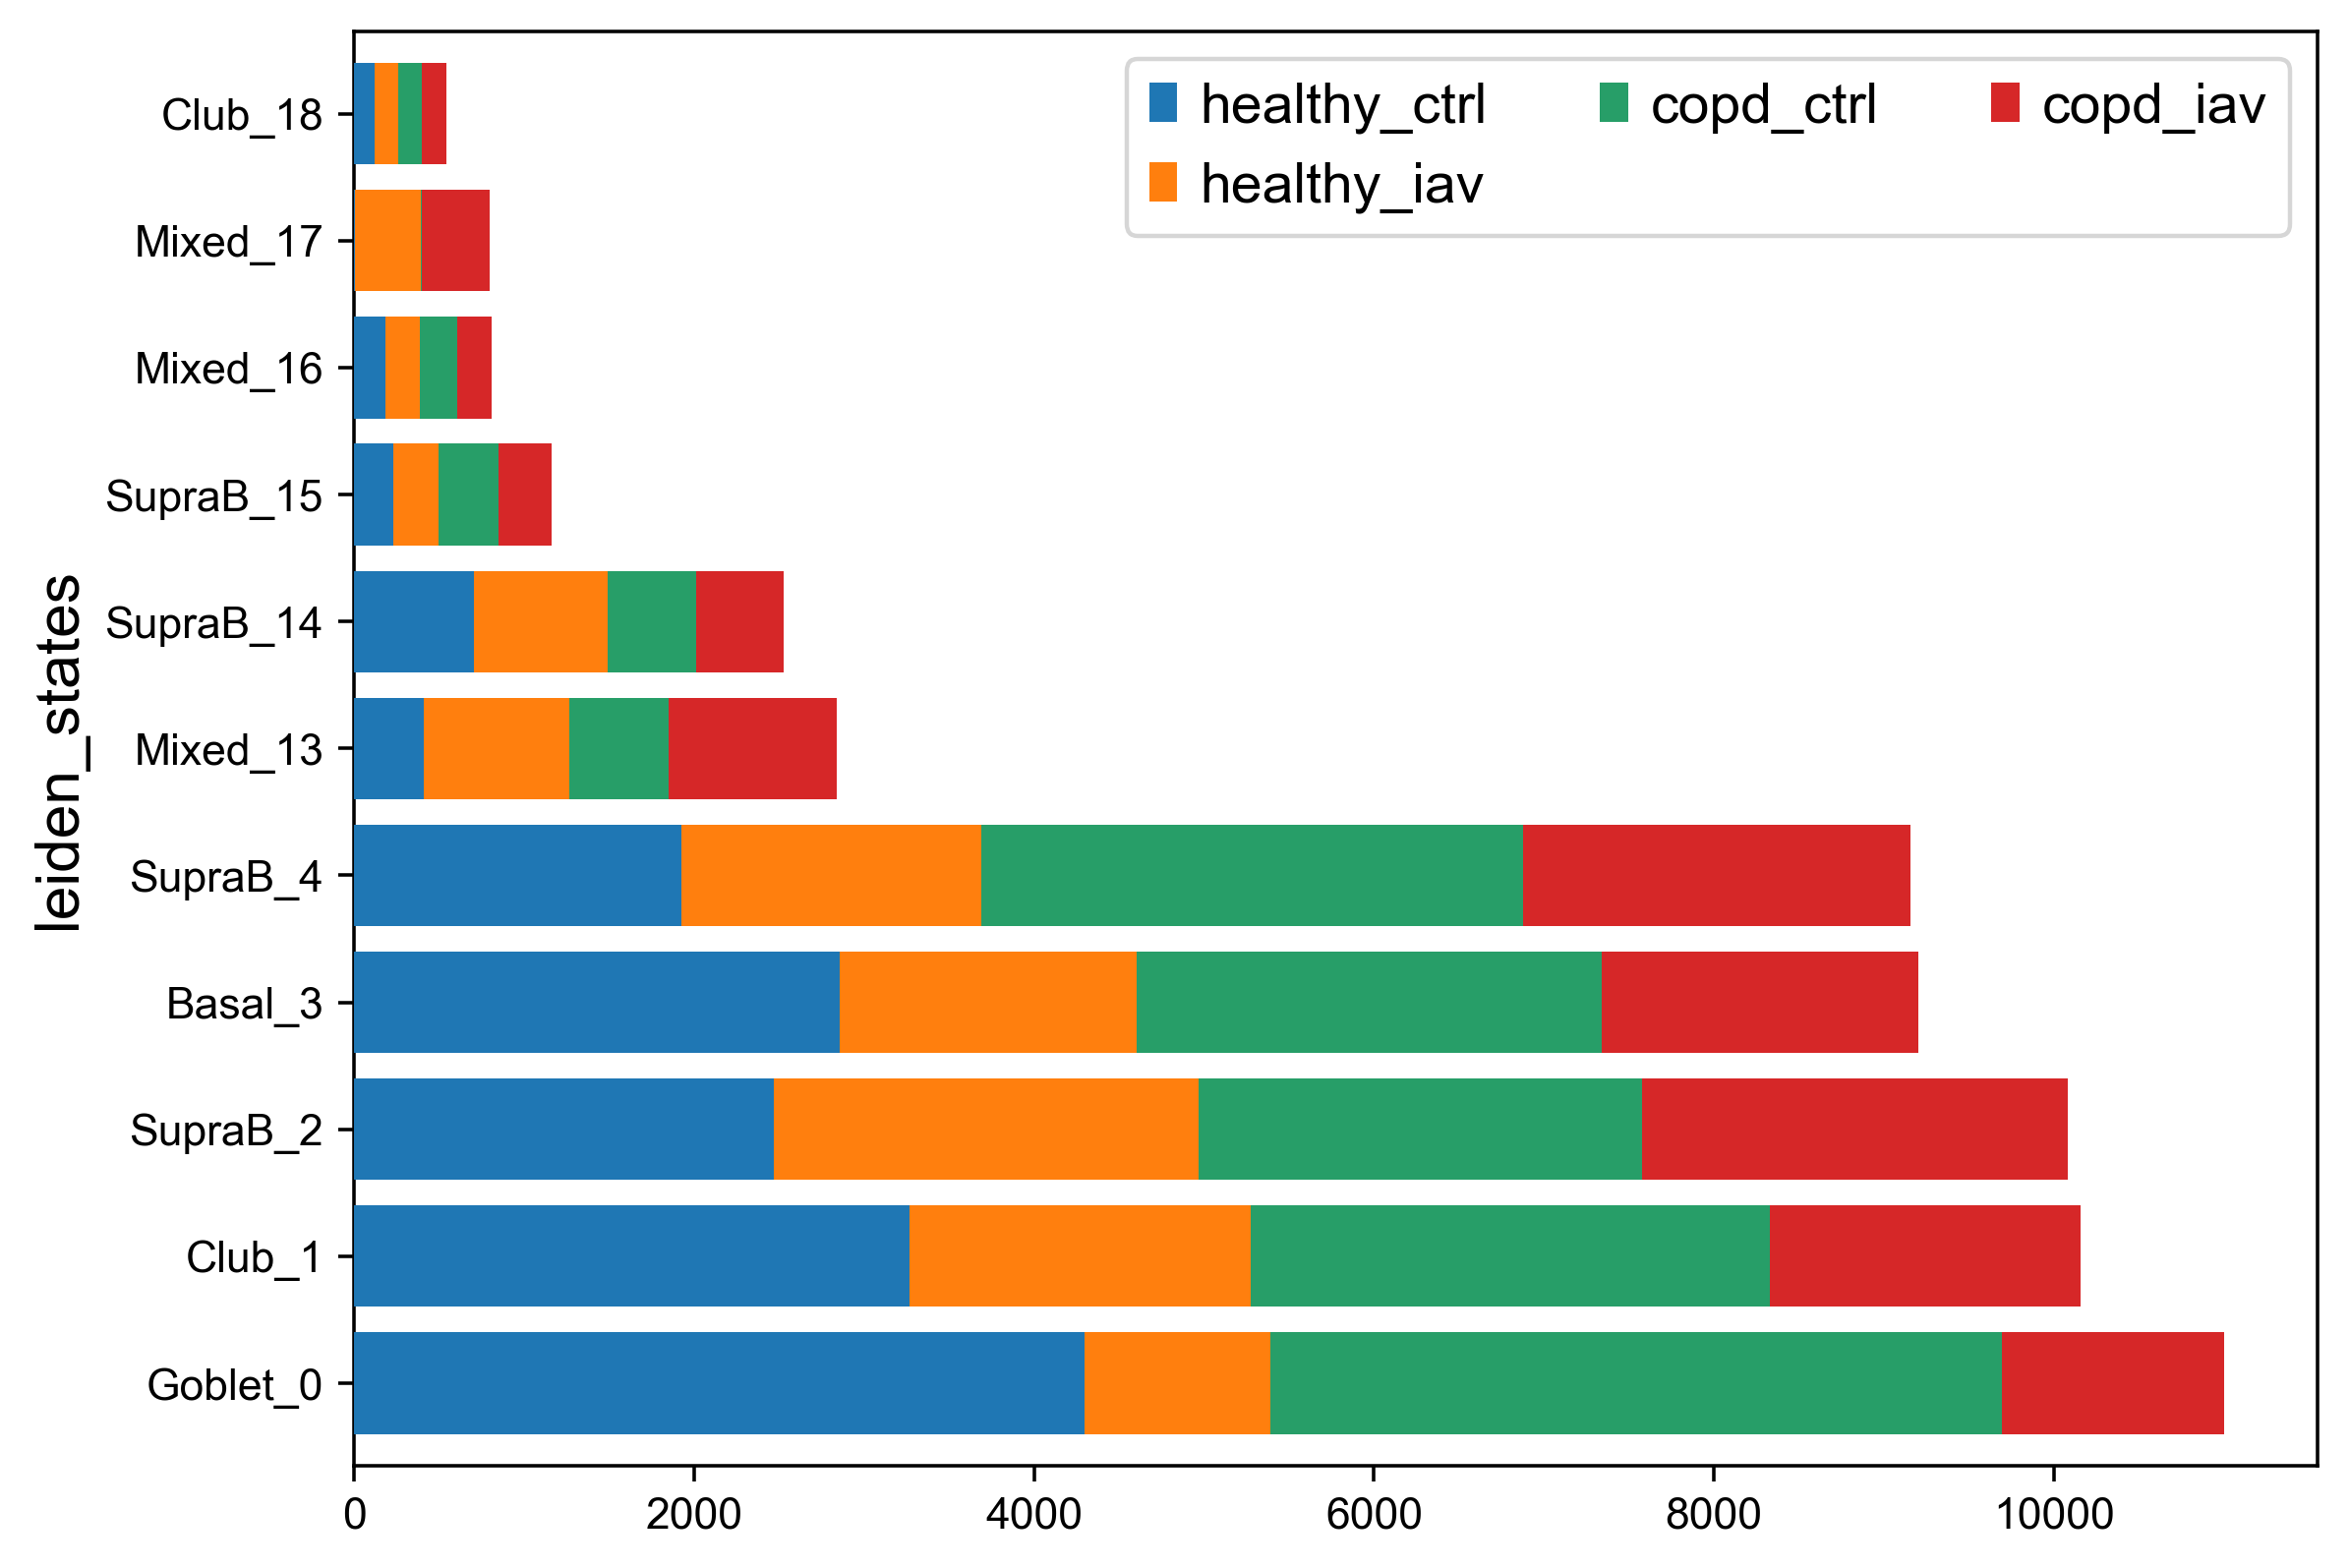 healthy_ctrl
healthy_iav
copd_ctrl
copd_iav
leiden_states
Club_18
Mixed_17
Mixed_16
SupraB_15
SupraB_14
Mixed_13
SupraB_4
Basal_3
SupraB_2
Club_1
Goblet_0
0 2000 4000 6000 8000 10000